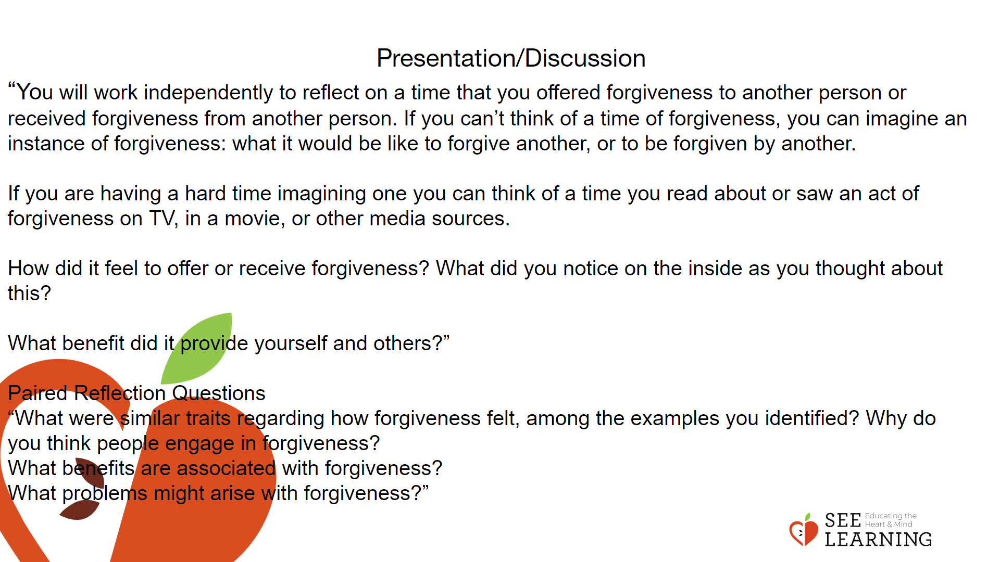 Presentation/Discussion
“You will work independently to reflect on a time that you offered forgiveness to another person or
received forgiveness from another person. If you can’t think of a time of forgiveness, you can imagine an
instance of forgiveness: what it would be like to forgive another, or to be forgiven by another.
If you are having a hard time imagining one you can think of a time you read about or saw an act of
forgiveness on TV, in a movie, or other media sources.
How did it feel to offer or receive forgiveness? What did you notice on the inside as you thought about
this?
What benefit did it provide yourself and others?”
Paired Reflection Questions
“What were similar traits regarding how forgiveness felt, among the examples you identified? Why do
you think people engage in forgiveness?
What benefits are associated with forgiveness?
What problems might arise with forgiveness?”
SEE Educating the
Heart & Mind
LEARNING